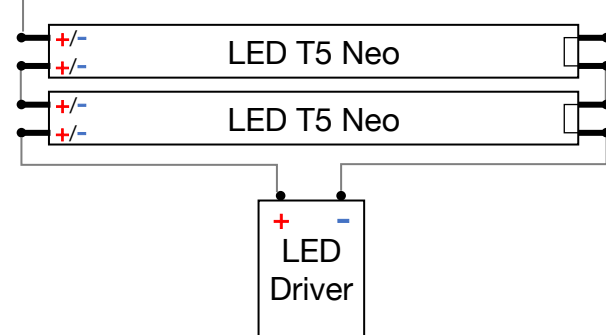 +/-
LED T5 Neo
+/-
+/-
LED T5 Neo
+/-
+ -
LED
Driver